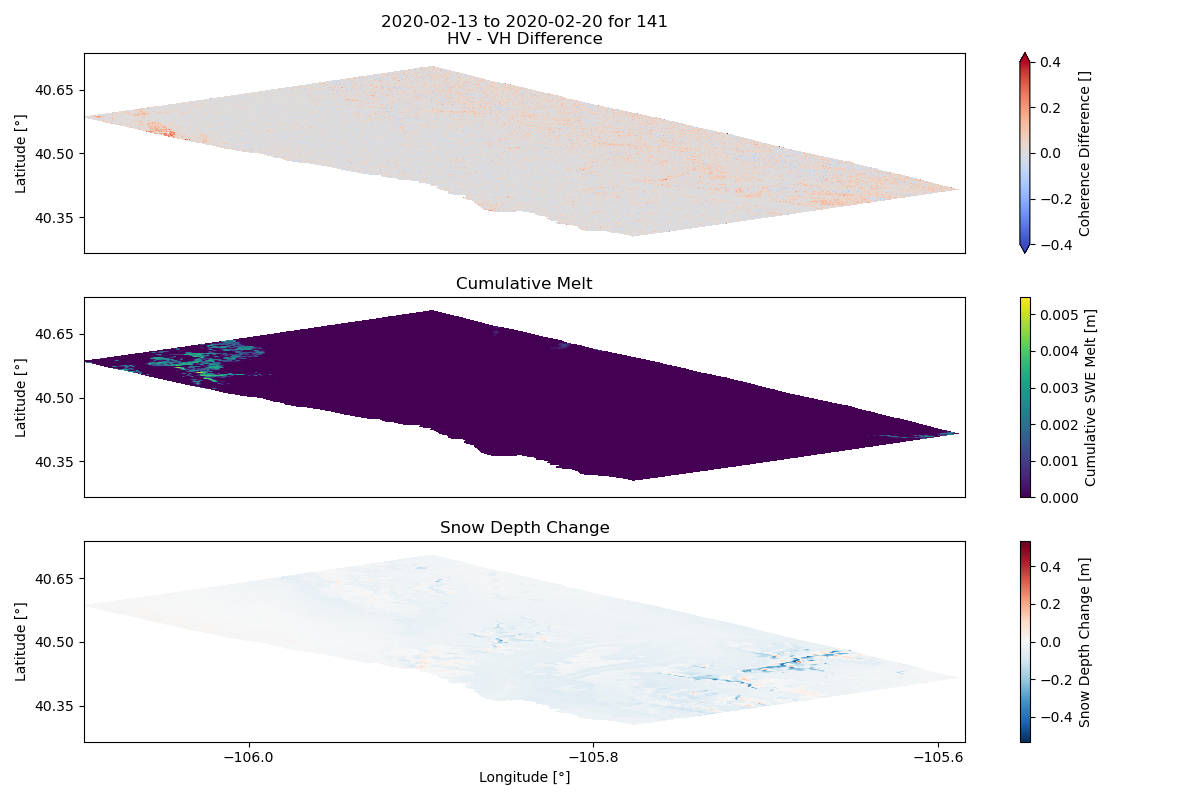 2020-02-13 to 2020-02-20 for 141
HV - VH Difference
40.65
40.50
40.35
Latitude [°]
0.4
0.2
0.0
−0.2
−0.4
Coherence Difference []
Cumulative Melt
40.65
40.50
40.35
Latitude [°]
0.005
0.004
0.003
0.002
0.001
0.000
Cumulative SWE Melt [m]
Snow Depth Change
40.65
40.50
40.35
Latitude [°]
0.4
0.2
0.0
−0.2
−0.4
Snow Depth Change [m]
−106.0
−105.8
−105.6
Longitude [°]